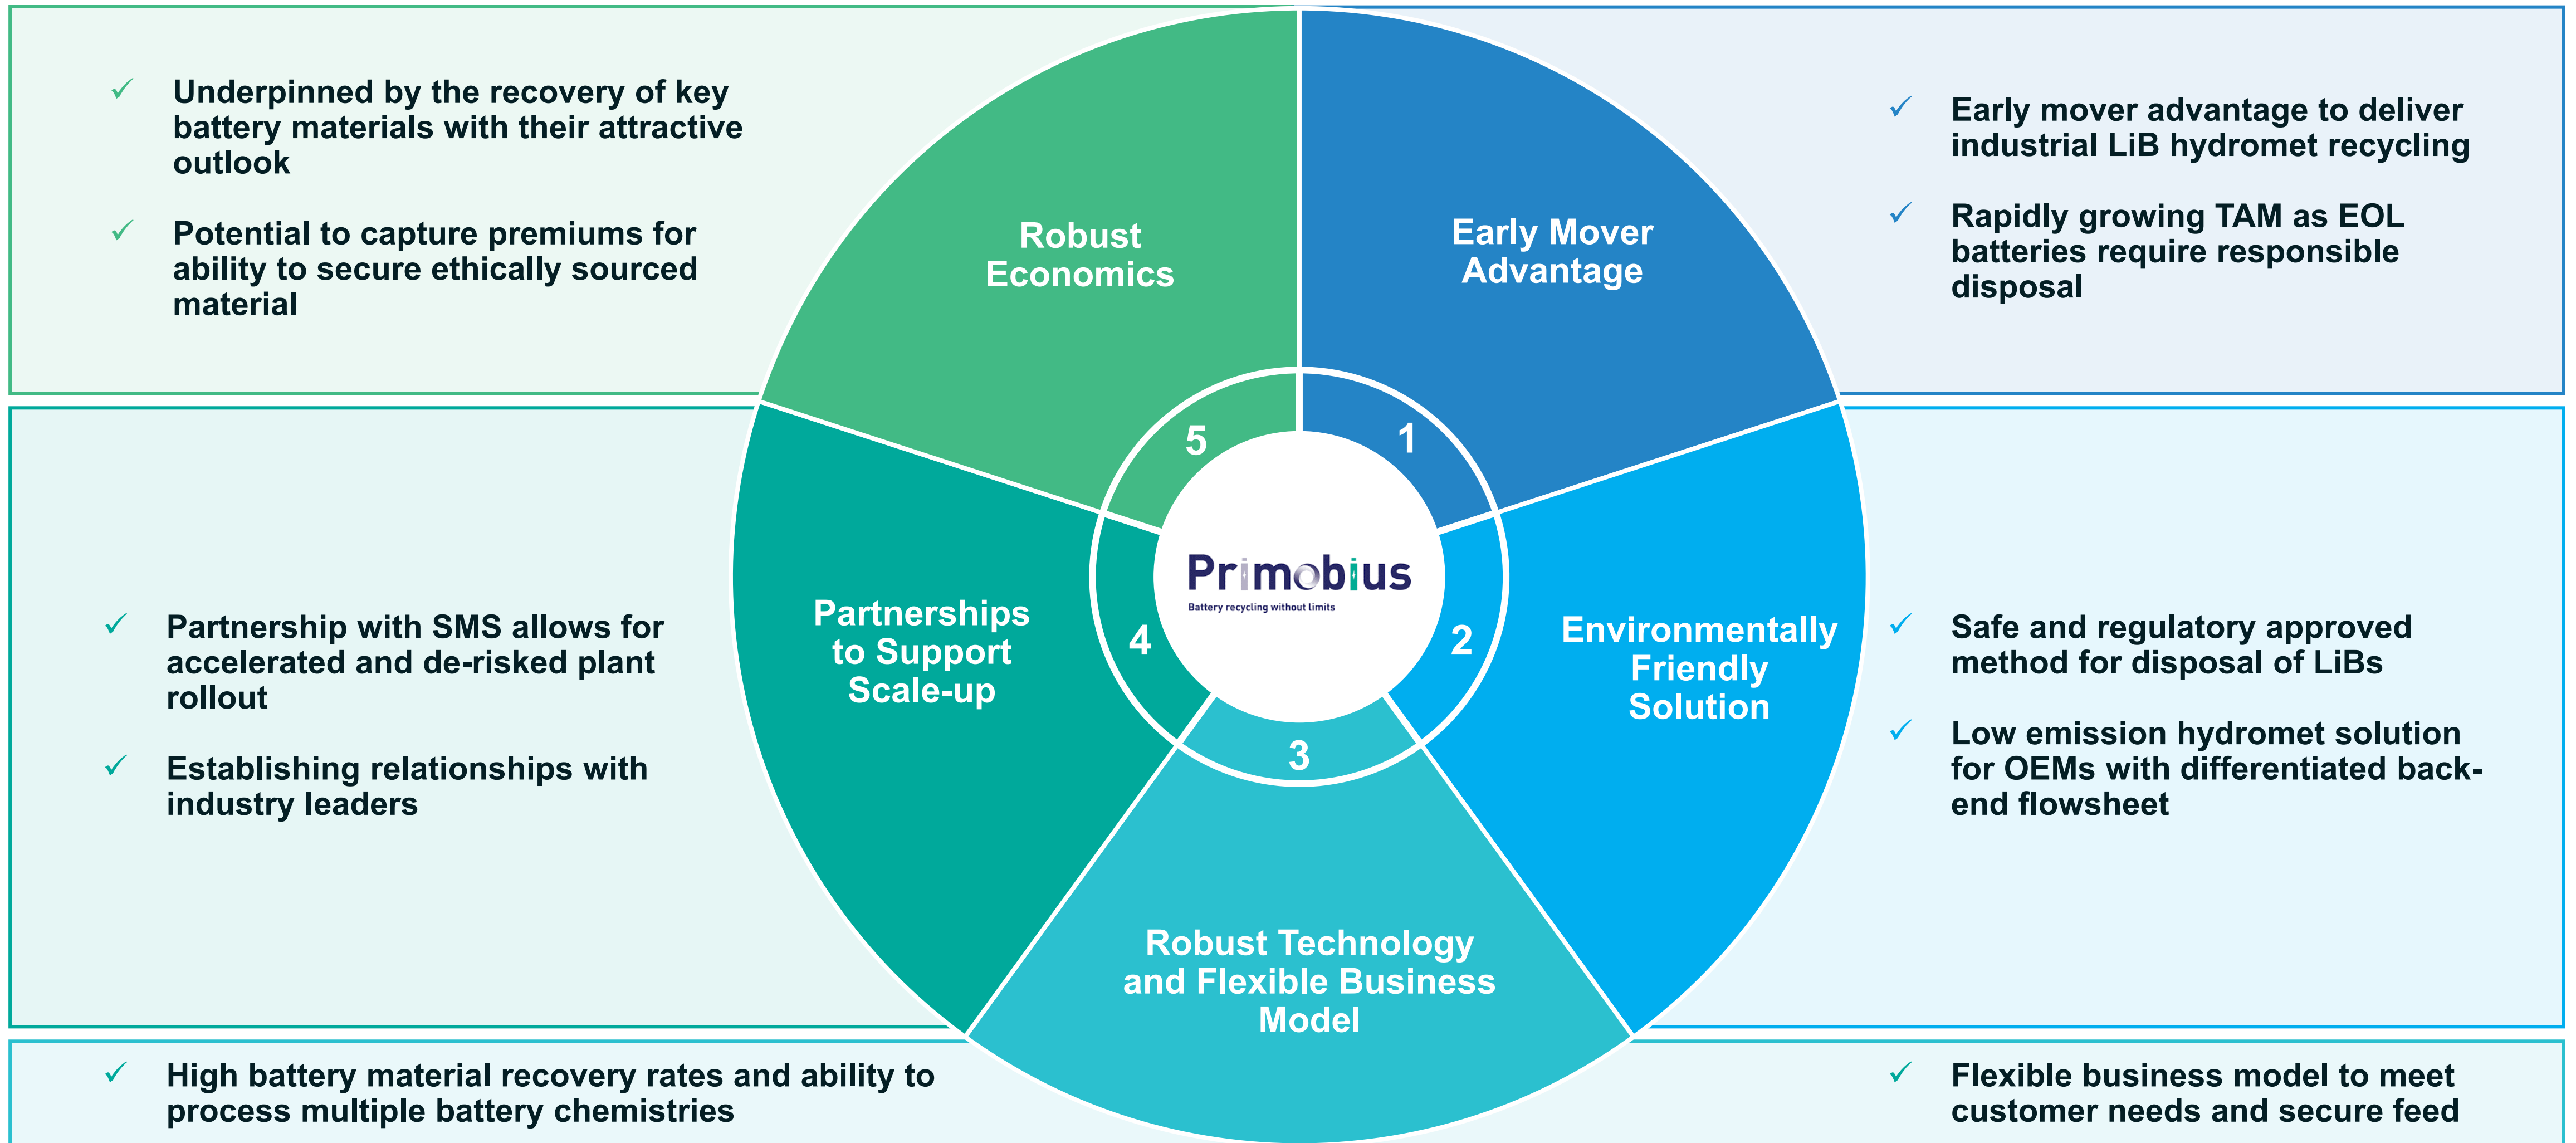 ✓ Underpinned by the recovery of key
battery materials with their attractive
outlook
✓ Potential to capture premiums for
ability to secure ethically sourced
material
Robust
Economics
5
Early Mover
Advantage
1
✓ Early mover advantage to deliver
industrial LiB hydromet recycling
✓ Rapidly growing TAM as EOL
batteries require responsible
disposal
✓ Partnership with SMS allows for
accelerated and de-risked plant
rollout
✓ Establishing relationships with
industry leaders
Partnerships
to Support
Scale-up
4
Primobius
Battery recycling without limits
2
Environmentally
Friendly
Solution
✓ Safe and regulatory approved
method for disposal of LiBs
✓ Low emission hydromet solution
for OEMs with differentiated back-
end flowsheet
3
Robust Technology
and Flexible Business
Model
✓ High battery material recovery rates and ability to
process multiple battery chemistries
✓ Flexible business model to meet
customer needs and secure feed